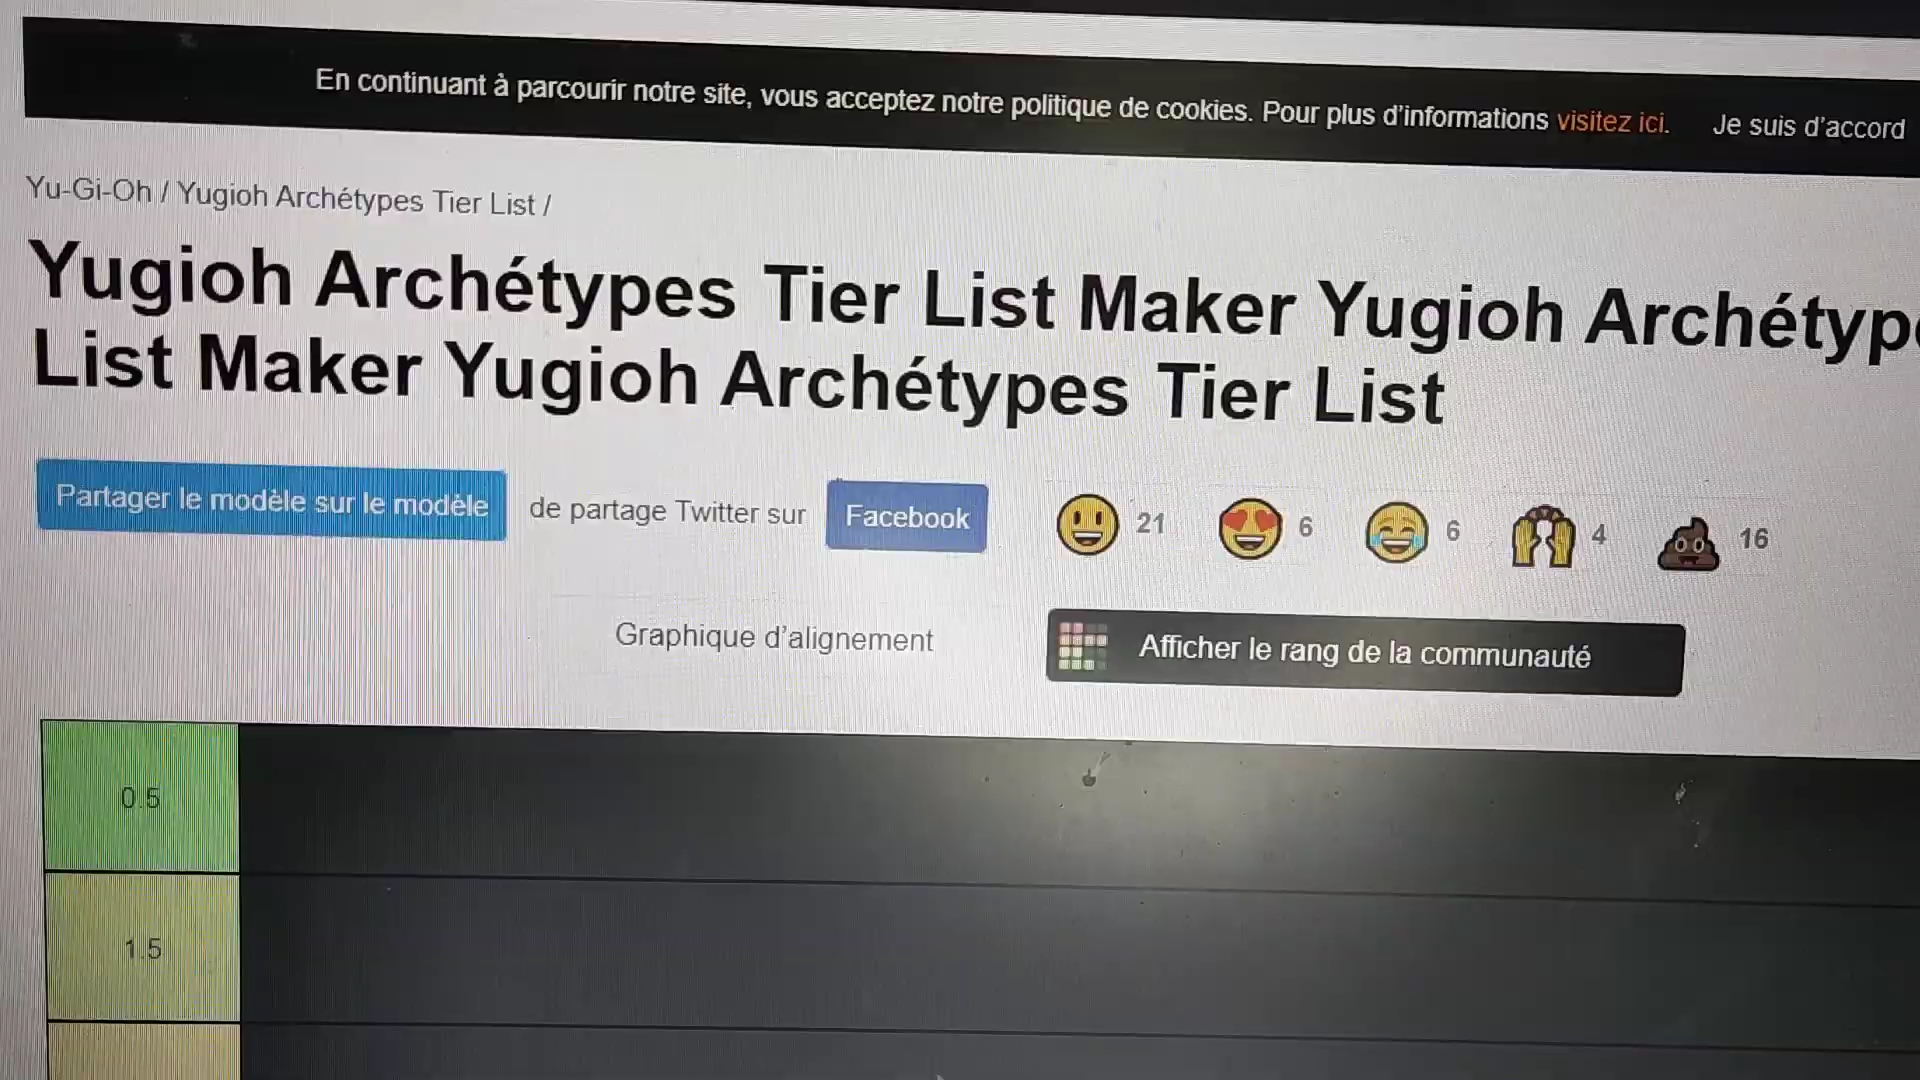 En continuant à parcourir notre site, vous acceptez notre politique de cookies. Pour plus d'informations visitez ici. Je suis d'accord
Yu-Gi-Oh / Yugioh Archétypes Tier List /
Yugioh Archétypes Tier List Maker Yugioh Archétyp
List Maker Yugioh Archétypes Tier List
Partager le modèle sur le modèle de partage Twitter sur Facebook 21 6 6 4 16
Graphique d'alignement Afficher le rang de la communauté
0.5
1.5